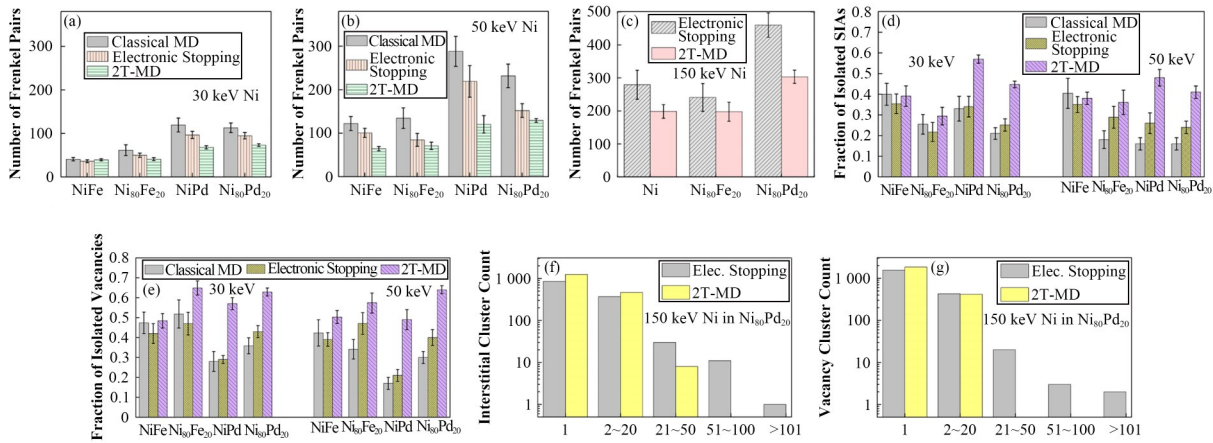 (a)
Number of Frenkel Pairs
300
200
100
0
Classical MD
Electronic Stopping
2T-MD
30 keV Ni
NiFe
Ni₈₀Fe₂₀
NiPd
Ni₈₀Pd₂₀
(b)
50 keV Ni
Number of Frenkel Pairs
300
200
100
0
Classical MD
Electronic
Stopping
2T-MD
NiFe
Ni₈₀Fe₂₀
NiPd
Ni₈₀Pd₂₀
(c)
Number of Frenkel Pairs
500
400
300
200
100
0
Electronic
Stopping
2T-MD
150 keV Ni
Ni
Ni₈₀Fe₂₀
Ni₈₀Pd₂₀
(d)
Fraction of Isolated SIAs
0.8
0.7
0.6
0.5
0.4
0.3
0.2
0.1
0
Classical MD
Electronic
Stopping
2T-MD
30 keV
50 keV
NiFe
Ni₈₀Fe₂₀
NiPd
Ni₈₀Pd₂₀
NiFe
Ni₈₀Fe₂₀
NiPd
Ni₈₀Pd₂₀
(e)
Fraction of Isolated Vacancies
0.8
0.7
0.6
0.5
0.4
0.3
0.2
0.1
0
Classical MD
Electronic Stopping
2T-MD
30 keV
50 keV
NiFe
Ni₈₀Fe₂₀
NiPd
Ni₈₀Pd₂₀
NiFe
Ni₈₀Fe₂₀
NiPd
Ni₈₀Pd₂₀
(f)
Interstitial Cluster Count
1 000
100
10
1
Elec. Stopping
2T-MD
150 keV Ni in Ni₈₀Pd₂₀
1
2~20
21~50
51~100
>101
(g)
Vacancy Cluster Count
1 000
100
10
1
Elec. Stopping
2T-MD
150 keV Ni in Ni₈₀Pd₂₀
1
2~20
21~50
51~100
>101